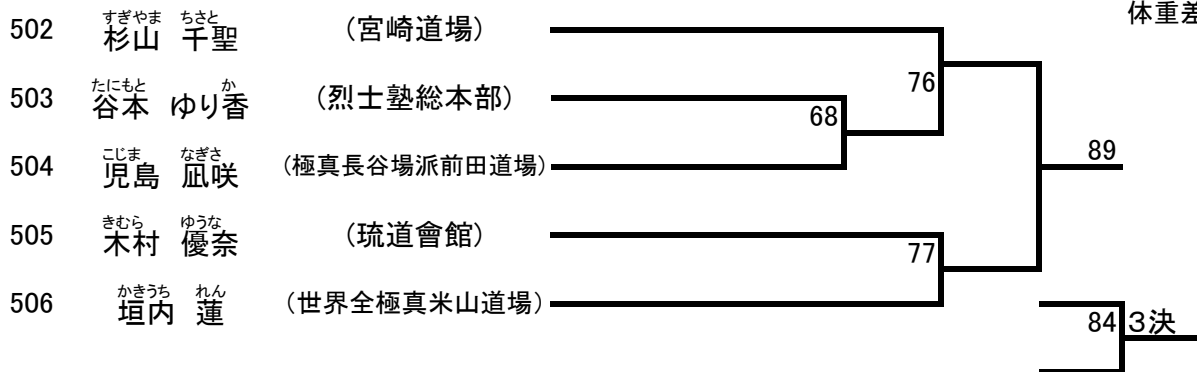 体重差
すぎやま ちさと
502 杉山 千聖 (宮崎道場)
76
たにもと か
503 谷本 ゆり香 (烈士塾総本部)
68
こじま なぎさ
504 児島 凪咲 (極真長谷場派前田道場)
89
きむら ゆうな
505 木村 優奈 (琉道會館)
77
かきうち れん
506 垣内 蓮 (世界全極真米山道場)
84 3決